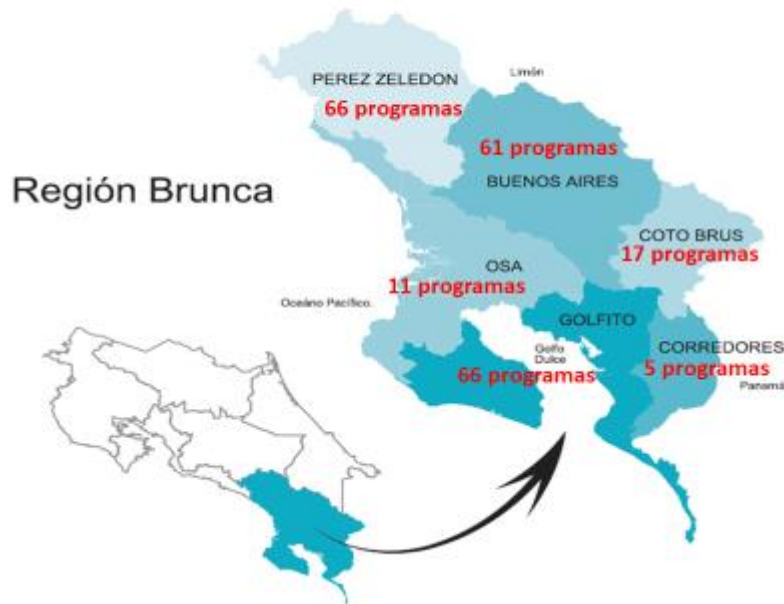 PEREZ ZELEDON
66 programas
Limón
61 programas
BUENOS AIRES
Región Brunca
COTO BRUS
17 programas
OSA
11 programas
Oceáno Pacífico.
GOLFITO
Golfo
Dulce
CORREDORES
66 programas
5 programas
Panamá